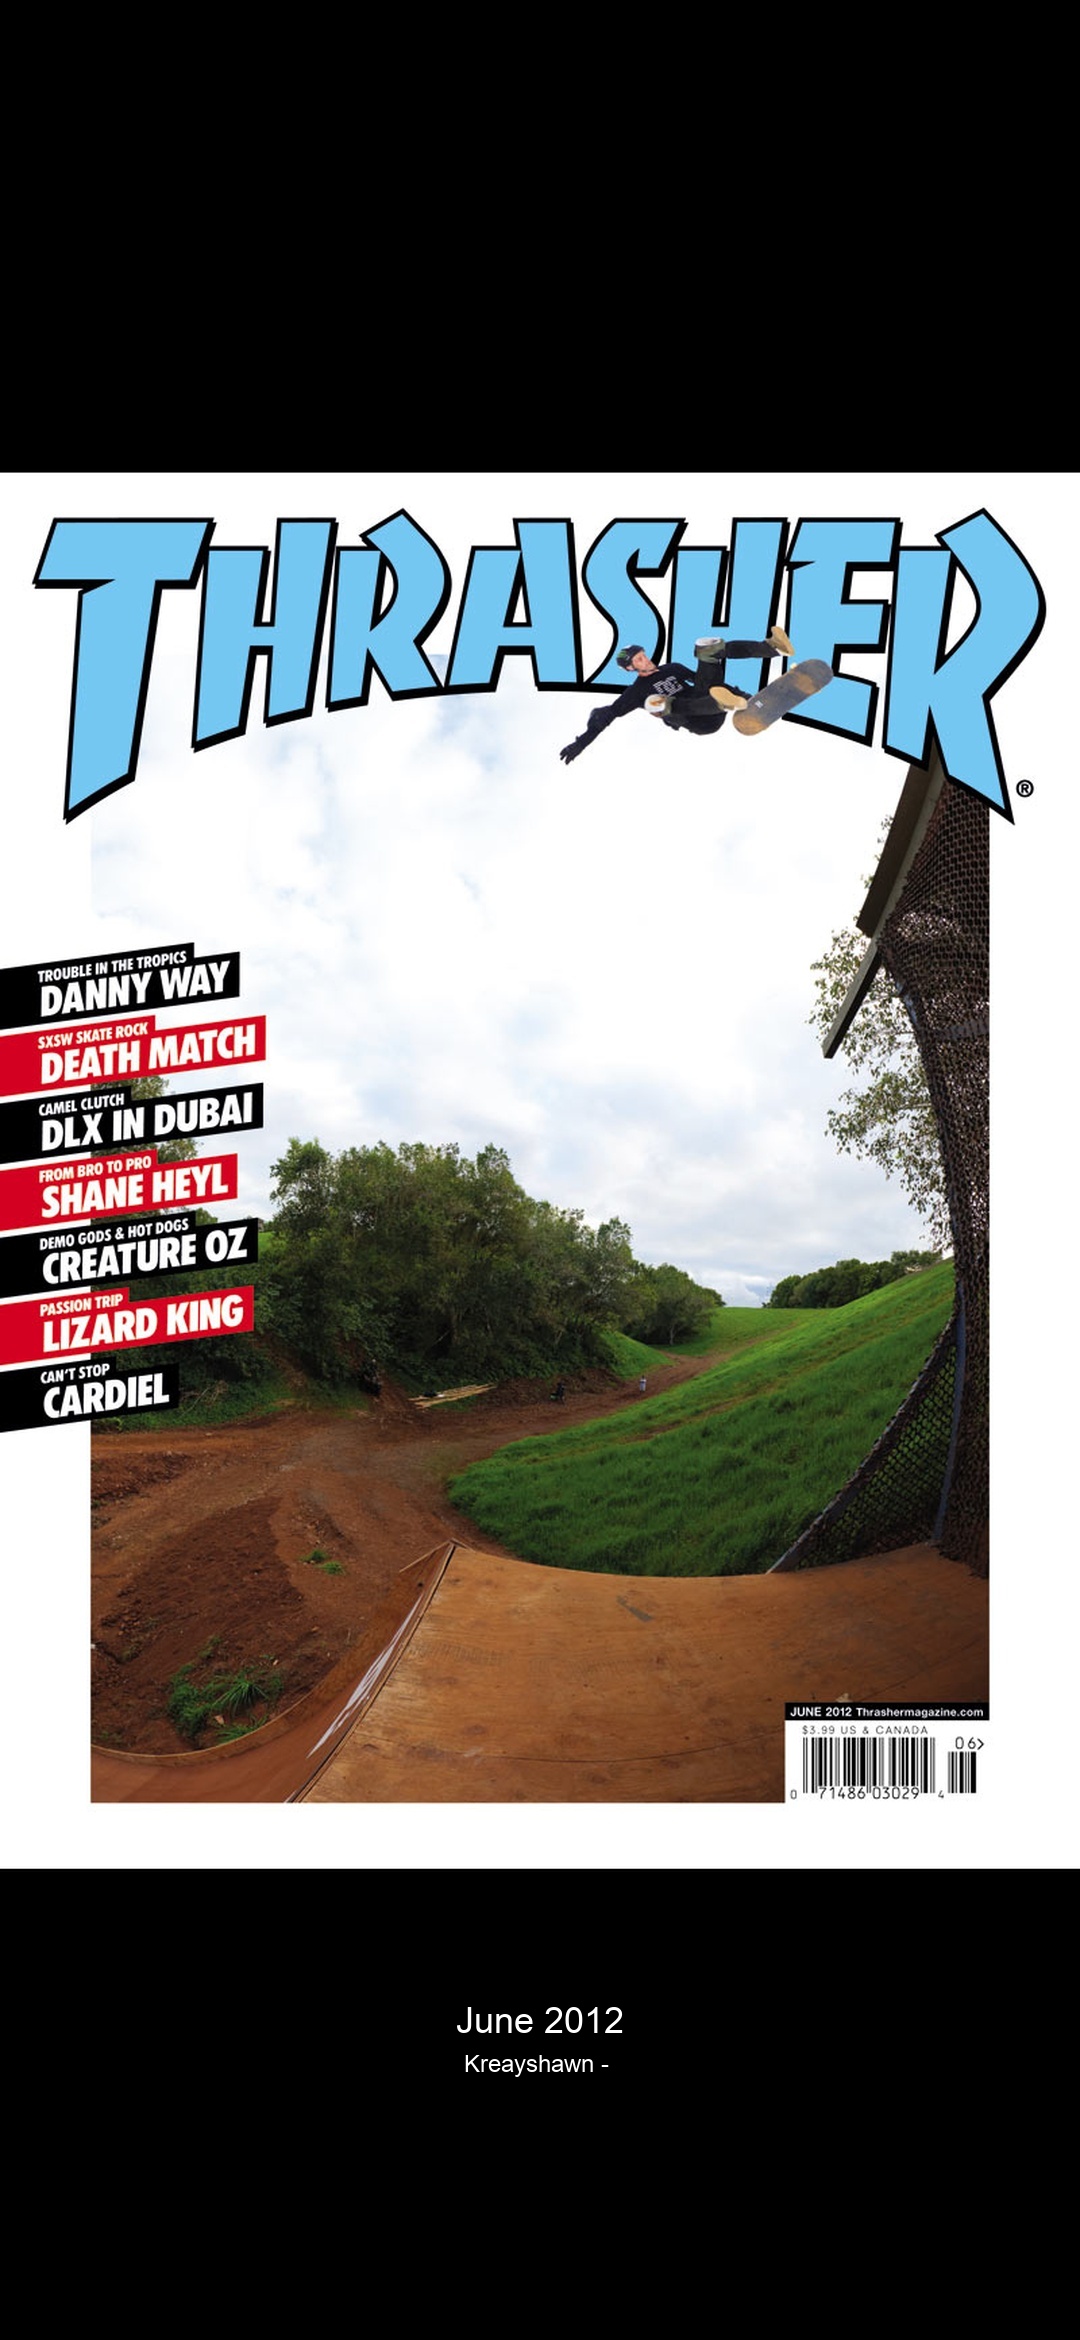 THRASHER
®
TROUBLE IN THE TROPICS
DANNY WAY
SXSW SKATE ROCK
DEATH MATCH
CAMEL CLUTCH
DLX IN DUBAI
FROM BRO TO PRO
SHANE HEYL
DEMO GODS & HOT DOGS
CREATURE OZ
PASSION TRIP
LIZARD KING
CAN'T STOP
CARDIEL
JUNE 2012 Thrashermagazine.com
$3.99 US & CANADA
06>
0 71486 03029 4
June 2012
Kreayshawn -